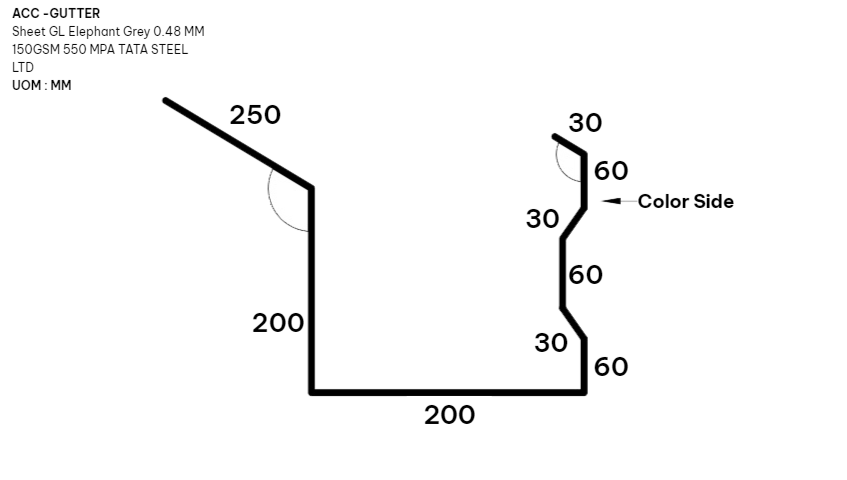 ACC -GUTTER
Sheet GL Elephant Grey 0.48 MM
150GSM 550 MPA TATA STEEL
LTD
UOM : MM
250
30
60
Color Side
30
60
200
30
60
200